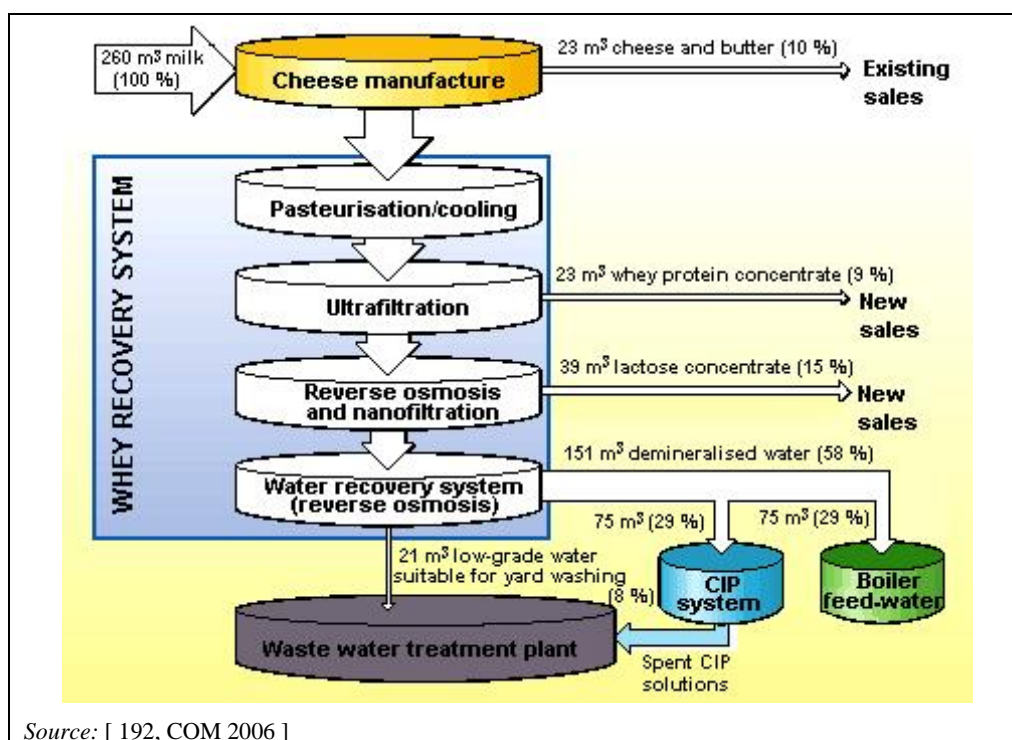 260 m³ milk
(100 %)
Cheese manufacture
23 m³ cheese and butter (10 %)
Existing
sales
WHEY RECOVERY SYSTEM
Pasteurisation/cooling
Ultrafiltration
23 m³ whey protein concentrate (9 %)
New
sales
Reverse osmosis
and nanofiltration
39 m³ lactose concentrate (15 %)
New
sales
Water recovery system
(reverse osmosis)
151 m³ demineralised water (58 %)
75 m³ (29 %)
75 m³ (29 %)
21 m³ low-grade water
suitable for yard washing
(8 %)
CIP
system
Boiler
feed-water
Waste water treatment plant
Spent CIP
solutions
Source: [ 192, COM 2006 ]